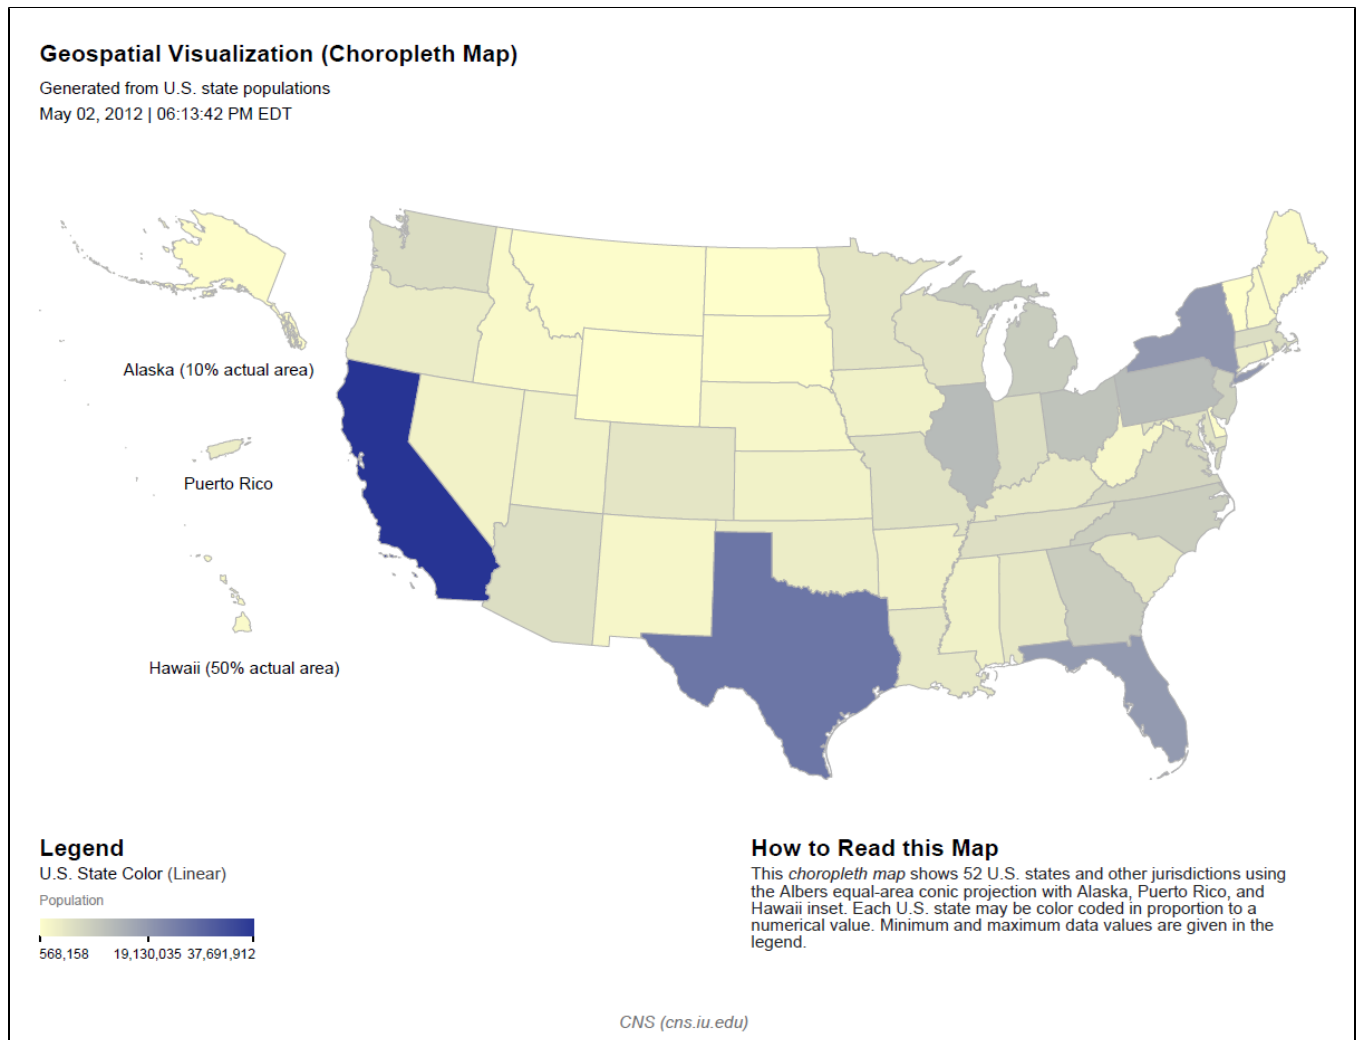 Geospatial Visualization (Choropleth Map)
Generated from U.S. state populations
May 02, 2012 | 06:13:42 PM EDT
Alaska (10% actual area)
Puerto Rico
Hawaii (50% actual area)
Legend
U.S. State Color (Linear)
Population
568,158 19,130,035 37,691,912
How to Read this Map
This choropleth map shows 52 U.S. states and other jurisdictions using
the Albers equal-area conic projection with Alaska, Puerto Rico, and
Hawaii inset. Each U.S. state may be color coded in proportion to a
numerical value. Minimum and maximum data values are given in the
legend.
CNS (cns.iu.edu)